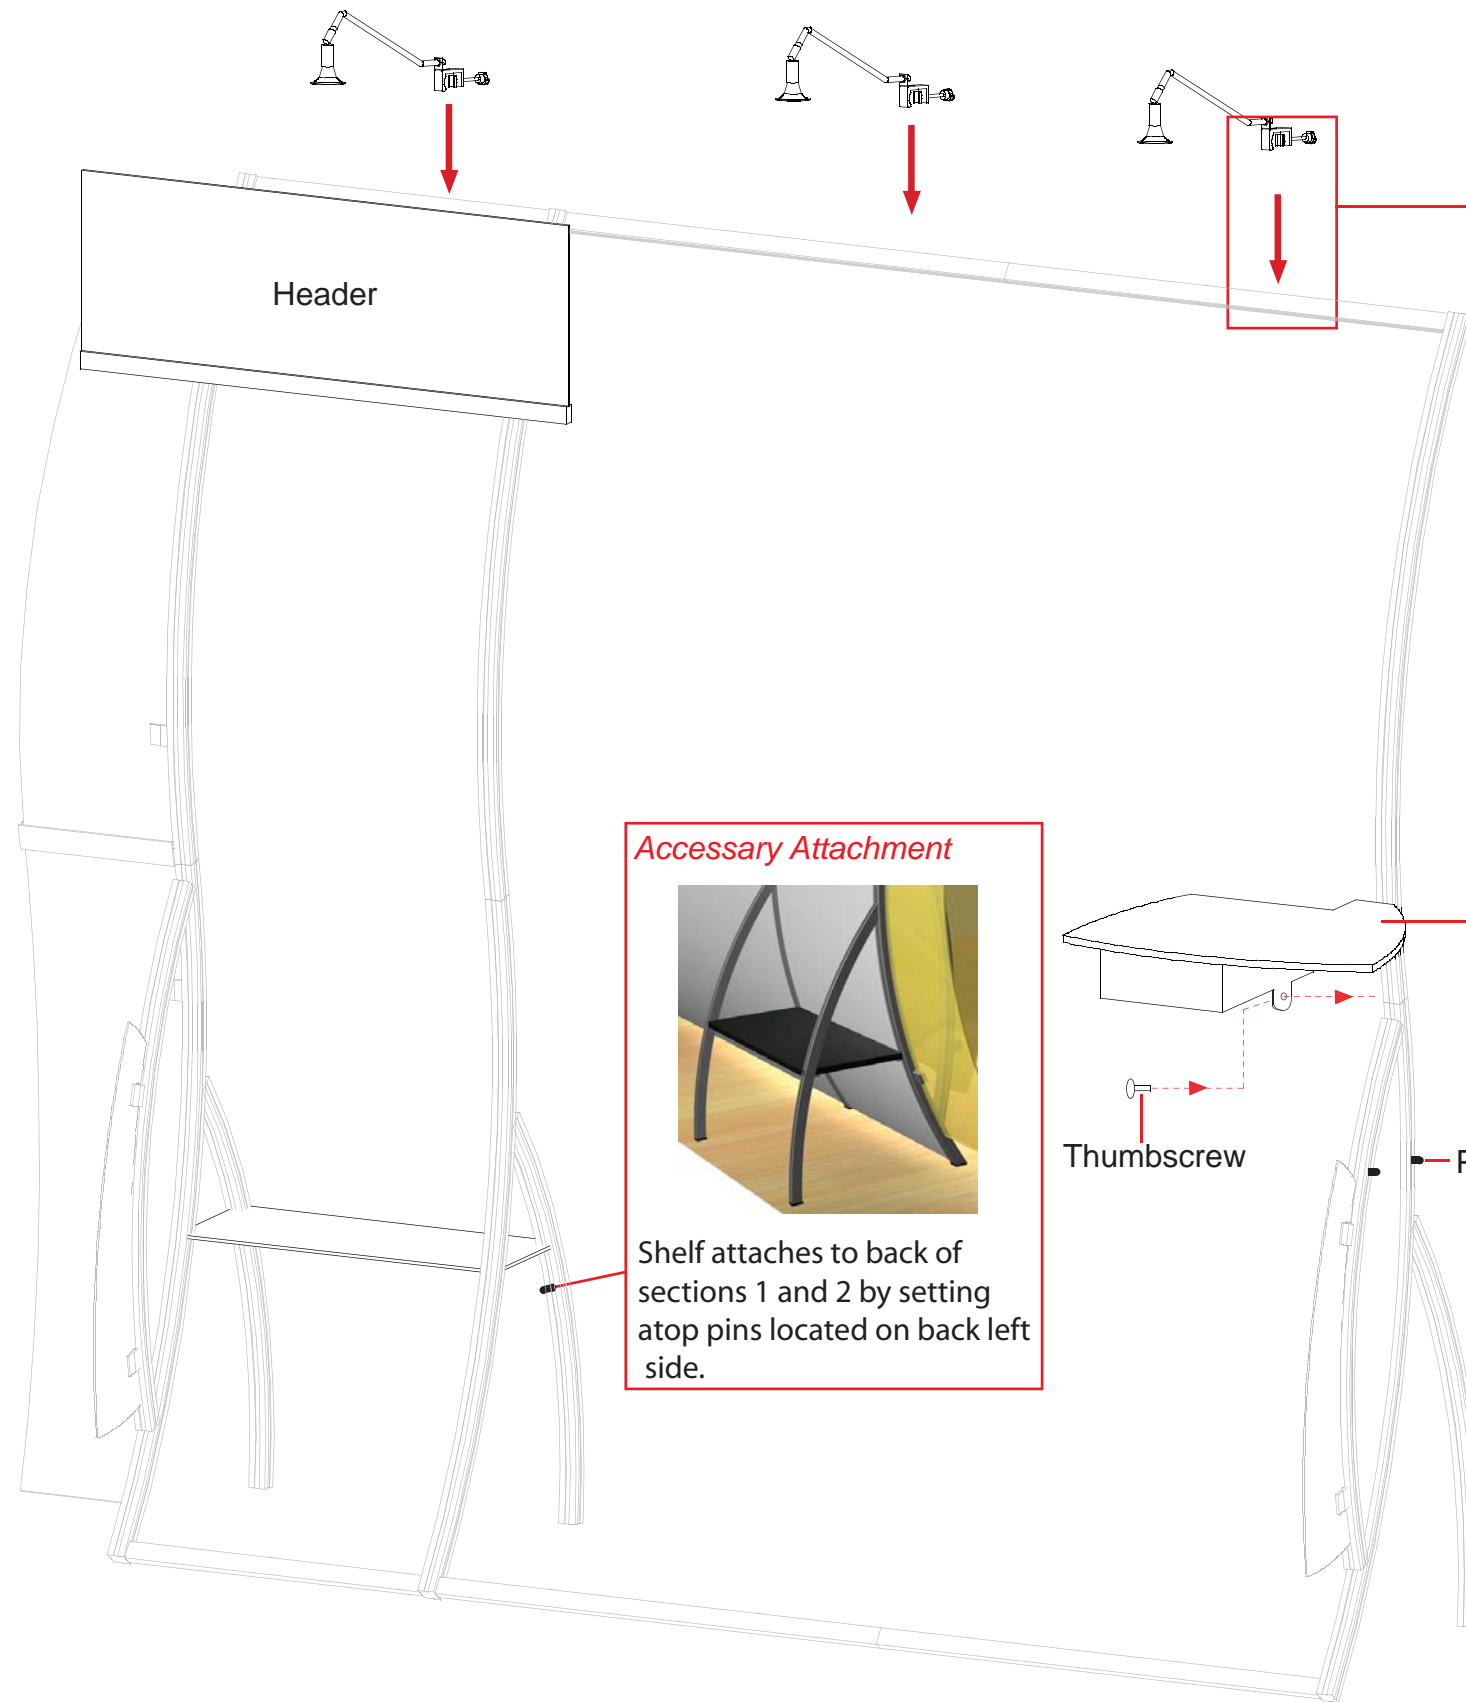 Header
Accessary Attachment
Shelf attaches to back of
sections 1 and 2 by setting
atop pins located on back left
side.
Thumbscrew